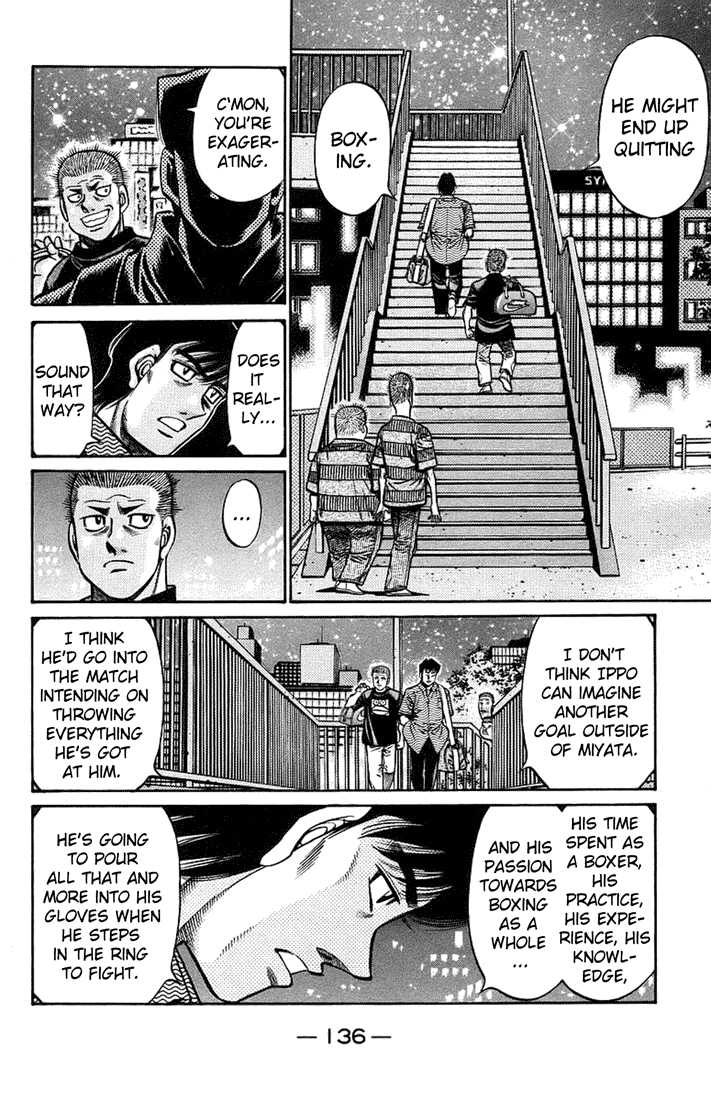 HE MIGHT
END UP
QUITTING
BOX-
ING.
C'MON,
YOU'RE
EXAGER-
ATING.
DOES
IT
REAL-
LY...
SOUND
THAT
WAY?
...
I DON'T
THINK IPPO
CAN IMAGINE
ANOTHER
GOAL OUTSIDE
OF MIYATA.
I THINK
HE'D GO INTO
THE MATCH
INTENDING ON
THROWING
EVERYTHING
HE'S GOT
AT HIM.
HIS TIME
SPENT AS
A BOXER,
HIS
PRACTICE,
HIS EXPE-
RIENCE, HIS
KNOWL-
EDGE,
AND HIS
PASSION
TOWARDS
BOXING
AS A
WHOLE
...
HE'S GOING
TO POUR
ALL THAT AND
MORE INTO HIS
GLOVES WHEN
HE STEPS
IN THE RING
TO FIGHT.
— 136 —